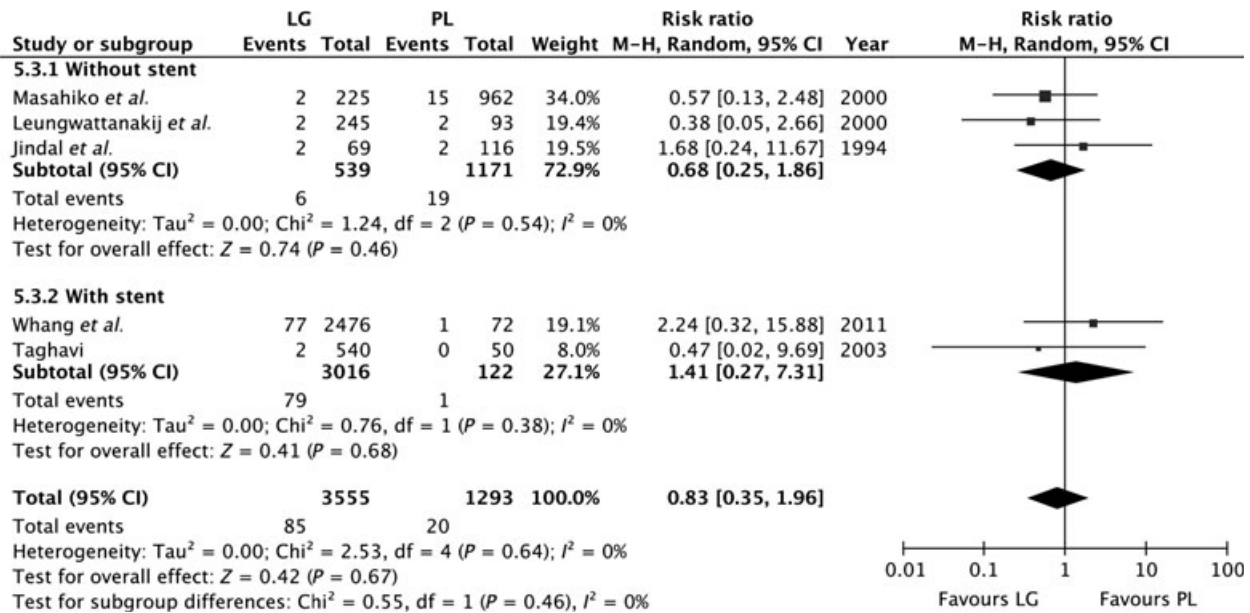 LG PL Risk ratio Risk ratio
Study or subgroup Events Total Events Total Weight M–H, Random, 95% CI Year M–H, Random, 95% CI
5.3.1 Without stent
Masahiko et al. 2 225 15 962 34.0% 0.57 [0.13, 2.48] 2000
Leungwattanakij et al. 2 245 2 93 19.4% 0.38 [0.05, 2.66] 2000
Jindal et al. 2 69 2 116 19.5% 1.68 [0.24, 11.67] 1994
Subtotal (95% CI) 539 1171 72.9% 0.68 [0.25, 1.86]
Total events 6 19
Heterogeneity: Tau² = 0.00; Chi² = 1.24, df = 2 (P = 0.54); I² = 0%
Test for overall effect: Z = 0.74 (P = 0.46)
5.3.2 With stent
Whang et al. 77 2476 1 72 19.1% 2.24 [0.32, 15.88] 2011
Taghavi 2 540 0 50 8.0% 0.47 [0.02, 9.69] 2003
Subtotal (95% CI) 3016 122 27.1% 1.41 [0.27, 7.31]
Total events 79 1
Heterogeneity: Tau² = 0.00; Chi² = 0.76, df = 1 (P = 0.38); I² = 0%
Test for overall effect: Z = 0.41 (P = 0.68)
Total (95% CI) 3555 1293 100.0% 0.83 [0.35, 1.96]
Total events 85 20
Heterogeneity: Tau² = 0.00; Chi² = 2.53, df = 4 (P = 0.64); I² = 0%
Test for overall effect: Z = 0.42 (P = 0.67)
Test for subgroup differences: Chi² = 0.55, df = 1 (P = 0.46), I² = 0%
0.01 0.1 1 10 100
Favours LG Favours PL